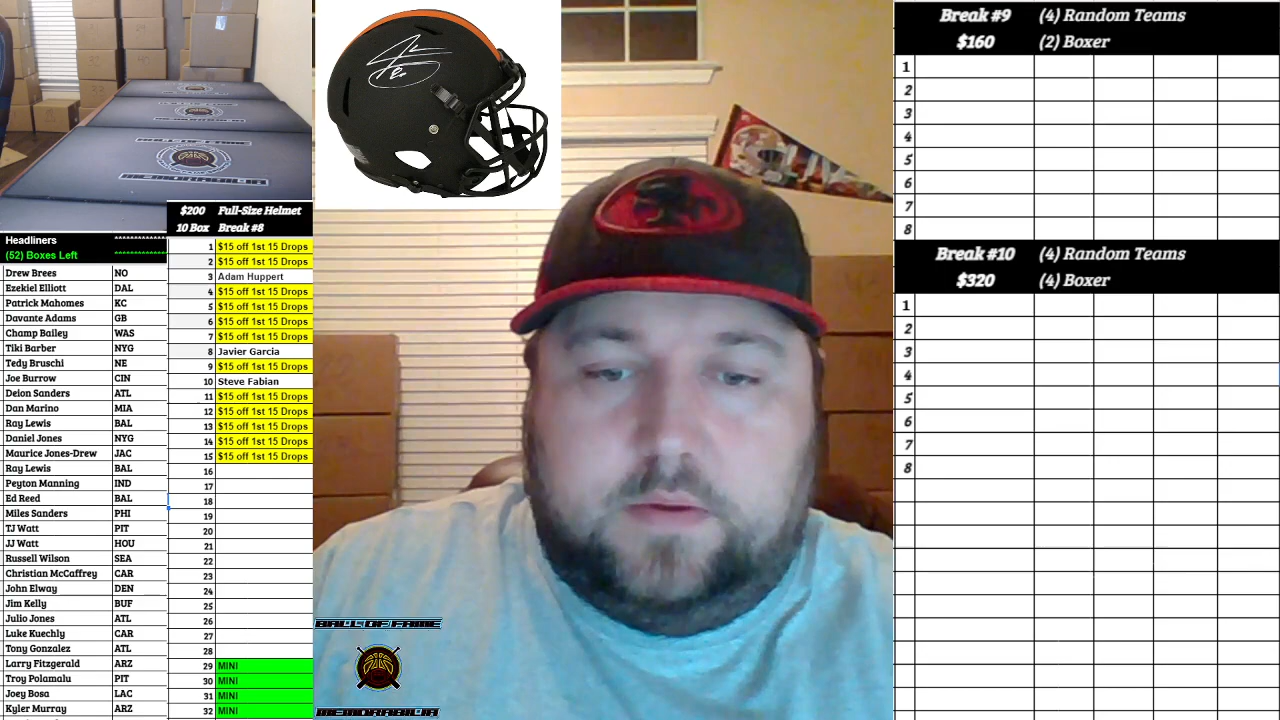 Headliners
(52) Boxes Left
Drew Brees NO
Ezekiel Elliott DAL
Patrick Mahomes KC
Davante Adams GB
Champ Bailey WAS
Tiki Barber NYG
Tedy Bruschi NE
Joe Burrow CIN
Deion Sanders ATL
Dan Marino MIA
Ray Lewis BAL
Daniel Jones NYG
Maurice Jones-Drew JAC
Ray Lewis BAL
Peyton Manning IND
Ed Reed BAL
Miles Sanders PHI
TJ Watt PIT
JJ Watt HOU
Russell Wilson SEA
Christian McCaffrey CAR
John Elway DEN
Jim Kelly BUF
Julio Jones ATL
Luke Kuechly CAR
Tony Gonzalez ATL
Larry Fitzgerald ARZ
Troy Polamalu PIT
Joey Bosa LAC
Kyler Murray ARZ
$200 Full-Size Helmet
10 Box Break #8
1 $15 off 1st 15 Drops
2 $15 off 1st 15 Drops
3 Adam Huppert
4 $15 off 1st 15 Drops
5 $15 off 1st 15 Drops
6 $15 off 1st 15 Drops
7 $15 off 1st 15 Drops
8 Javier Garcia
9 $15 off 1st 15 Drops
10 Steve Fabian
11 $15 off 1st 15 Drops
12 $15 off 1st 15 Drops
13 $15 off 1st 15 Drops
14 $15 off 1st 15 Drops
15 $15 off 1st 15 Drops
16
17
18
19
20
21
22
23
24
25
26
27
28
29 MINI
30 MINI
31 MINI
32 MINI
BALL OF FAME
MEMORABILIA
Break #9 (4) Random Teams
$160 (2) Boxer
1
2
3
4
5
6
7
8
Break #10 (4) Random Teams
$320 (4) Boxer
1
2
3
4
5
6
7
8